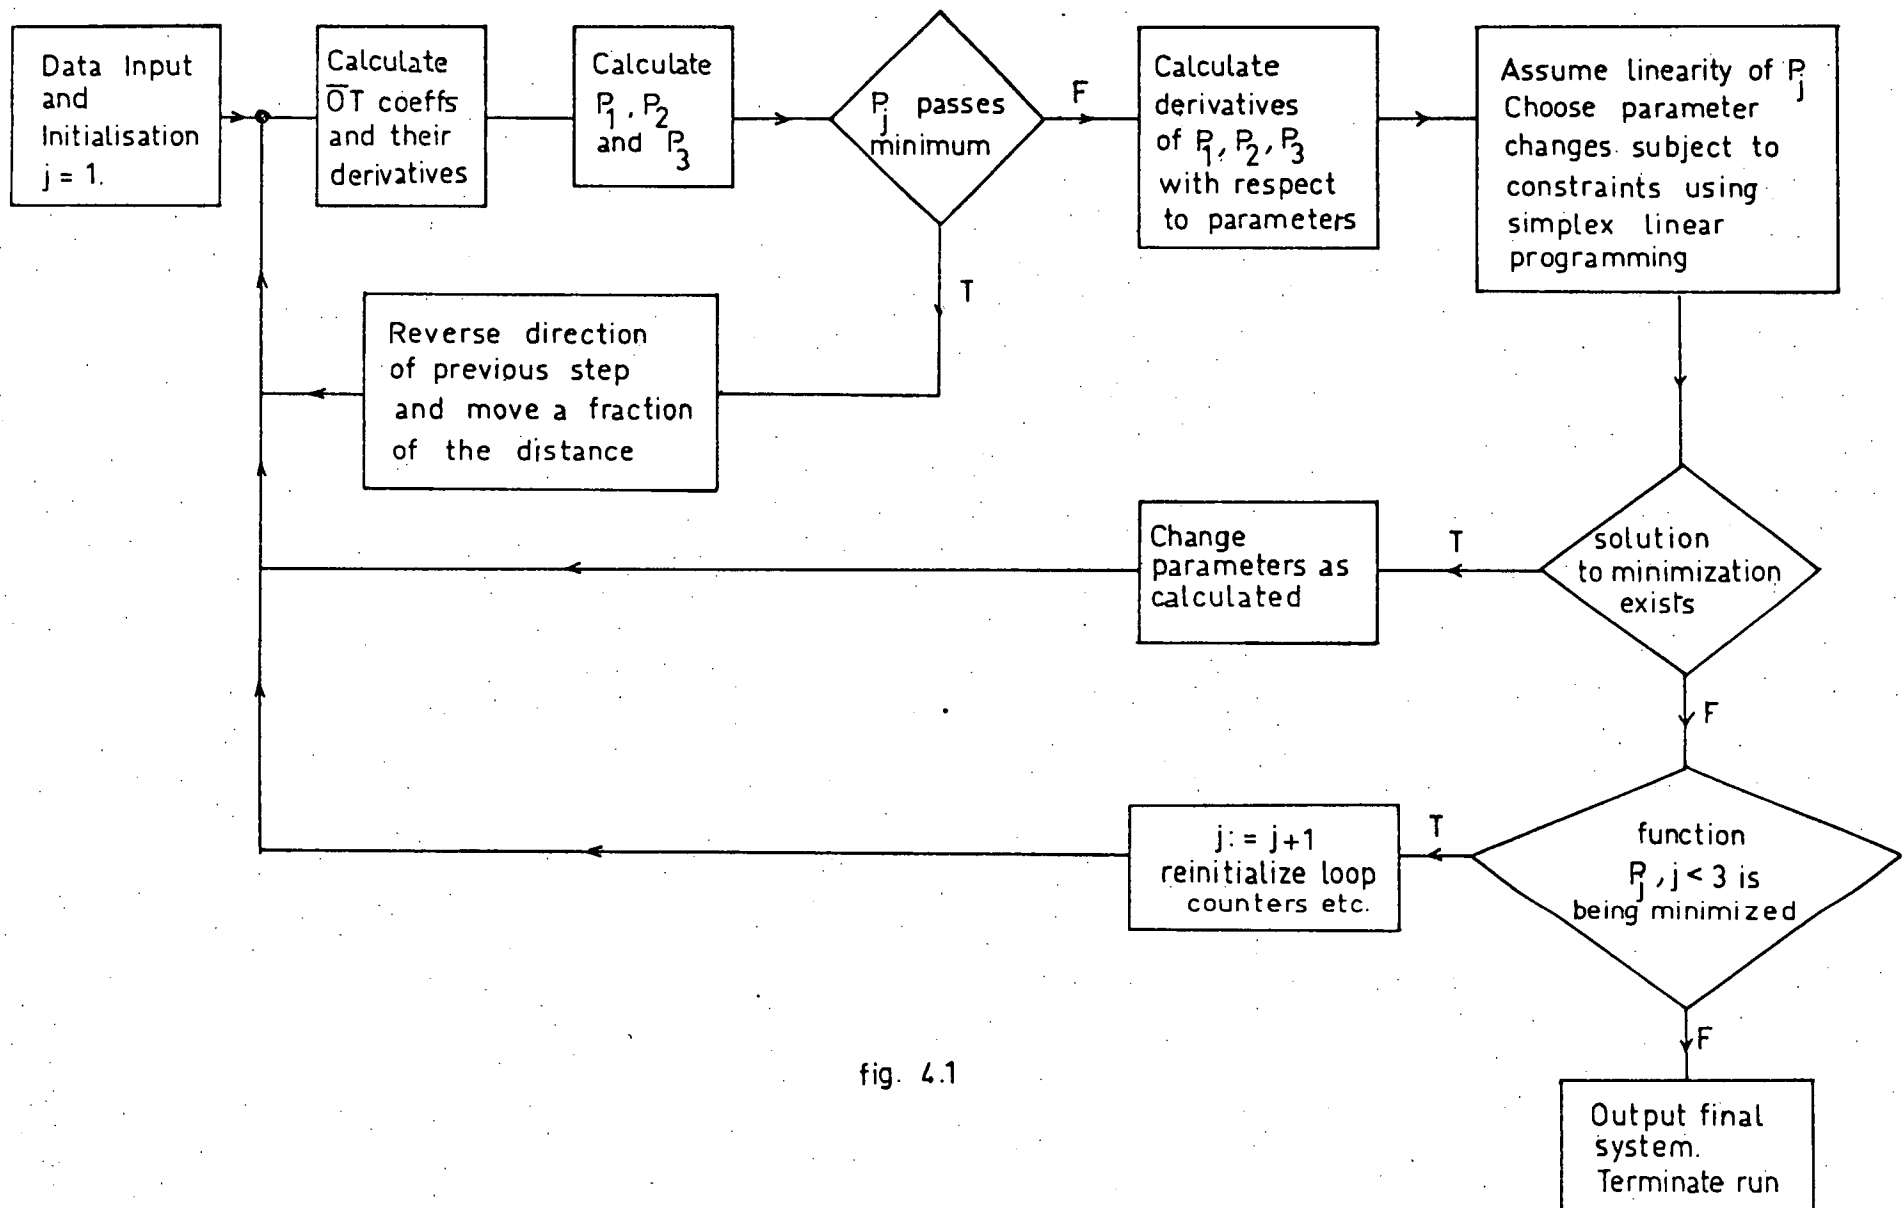 Data Input
and
Initialisation
j = 1.
Calculate
O̅T coeffs
and their
derivatives
Calculate
P₁, P₂
and P₃
Pⱼ passes
minimum
F
T
Calculate
derivatives
of P₁, P₂, P₃
with respect
to parameters
Assume linearity of Pⱼ
Choose parameter
changes subject to
constraints using
simplex linear
programming
Reverse direction
of previous step
and move a fraction
of the distance
solution
to minimization
exists
T
F
Change
parameters as
calculated
function
Pⱼ, j < 3 is
being minimized
T
F
j: = j+1
reinitialize loop
counters etc.
Output final
system.
Terminate run
fig. 4.1